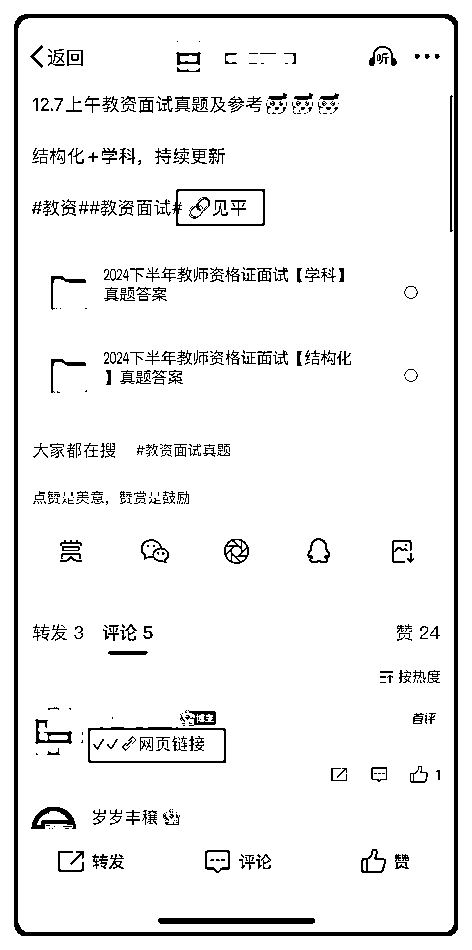 返回
听
12.7上午教资面试真题及参考
结构化+学科，持续更新
#教资##教资面试# 见平
2024下半年教师资格证面试【学科】
真题答案
2024下半年教师资格证面试【结构化
】真题答案
大家都在搜 #教资面试真题
点赞是美意，赞赏是鼓励
赏
转发 3 评论 5 赞 24
按热度
博主
首评
网页链接
1
岁岁丰穰
转发 评论 赞